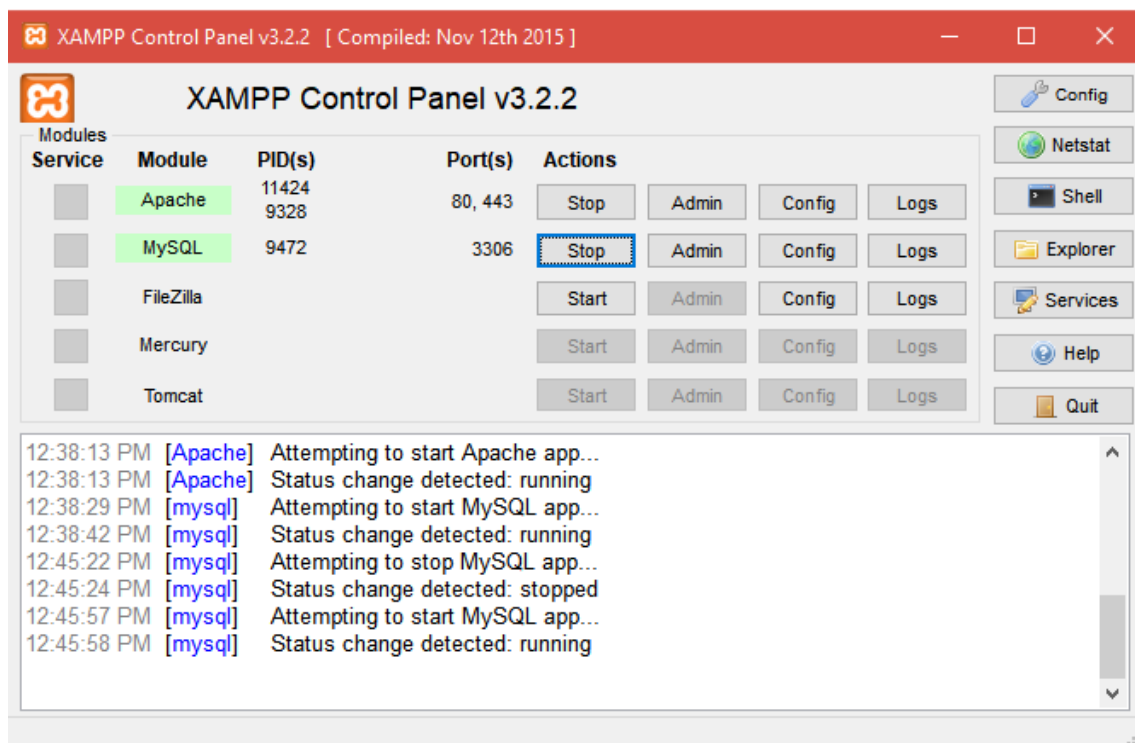 XAMPP Control Panel v3.2.2 [ Compiled: Nov 12th 2015 ]
XAMPP Control Panel v3.2.2
Config
Modules
Service Module PID(s) Port(s) Actions
Netstat
Apache 11424 9328 80, 443 Stop Admin Config Logs
Shell
MySQL 9472 3306 Stop Admin Config Logs
Explorer
FileZilla Start Admin Config Logs
Services
Mercury Start Admin Config Logs
Help
Tomcat Start Admin Config Logs
Quit
12:38:13 PM [Apache] Attempting to start Apache app...
12:38:13 PM [Apache] Status change detected: running
12:38:29 PM [mysql] Attempting to start MySQL app...
12:38:42 PM [mysql] Status change detected: running
12:45:22 PM [mysql] Attempting to stop MySQL app...
12:45:24 PM [mysql] Status change detected: stopped
12:45:57 PM [mysql] Attempting to start MySQL app...
12:45:58 PM [mysql] Status change detected: running